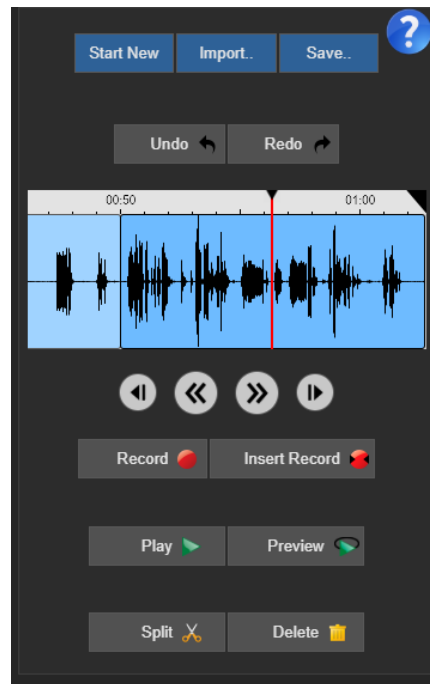 Start New Import.. Save.. ?
Undo Redo
00:50 01:00
Record Insert Record
Play Preview
Split Delete